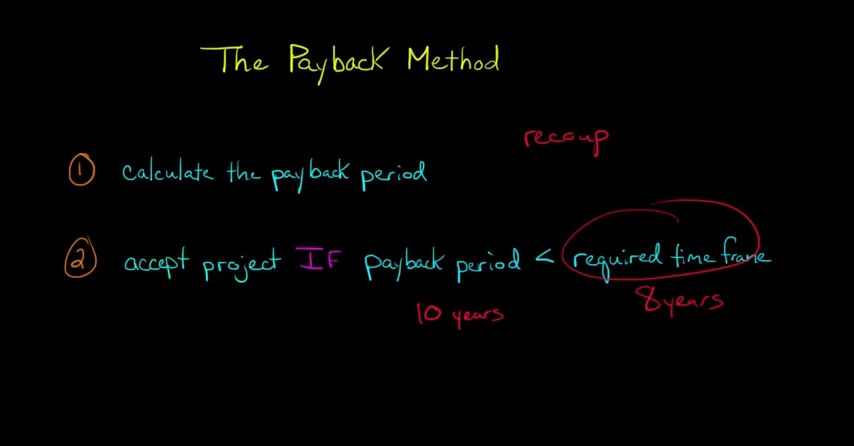 The Payback Method
recoup
1 calculate the payback period
2 accept project IF payback period < required time frame
10 years 8 years